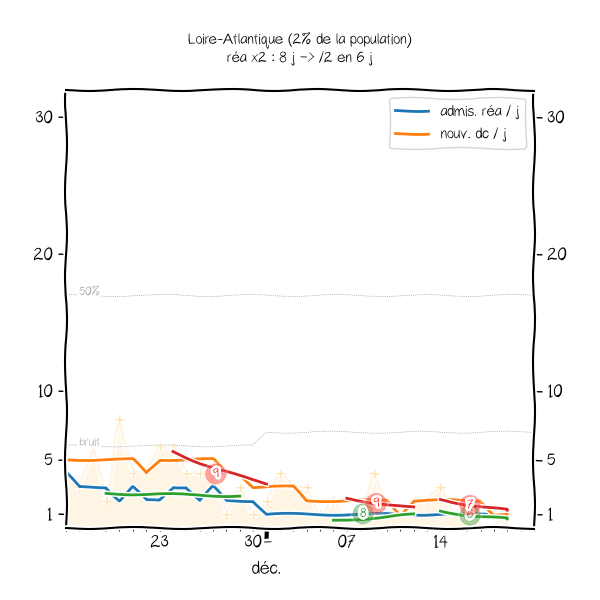 Loire-Atlantique (2% de la population)
réa x2 : 8 j -> /2 en 6 j
admis. réa / j
nouv. dc / j
30 30
20 20
50%
10 10
bruit
5 5
9
9
8
7
1 1
23 30 07 14
déc.